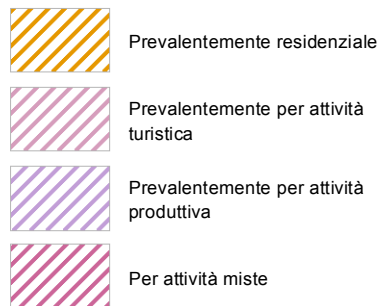 Prevalentemente residenziale
Prevalentemente per attività
turistica
Prevalentemente per attività
produttiva
Per attività miste